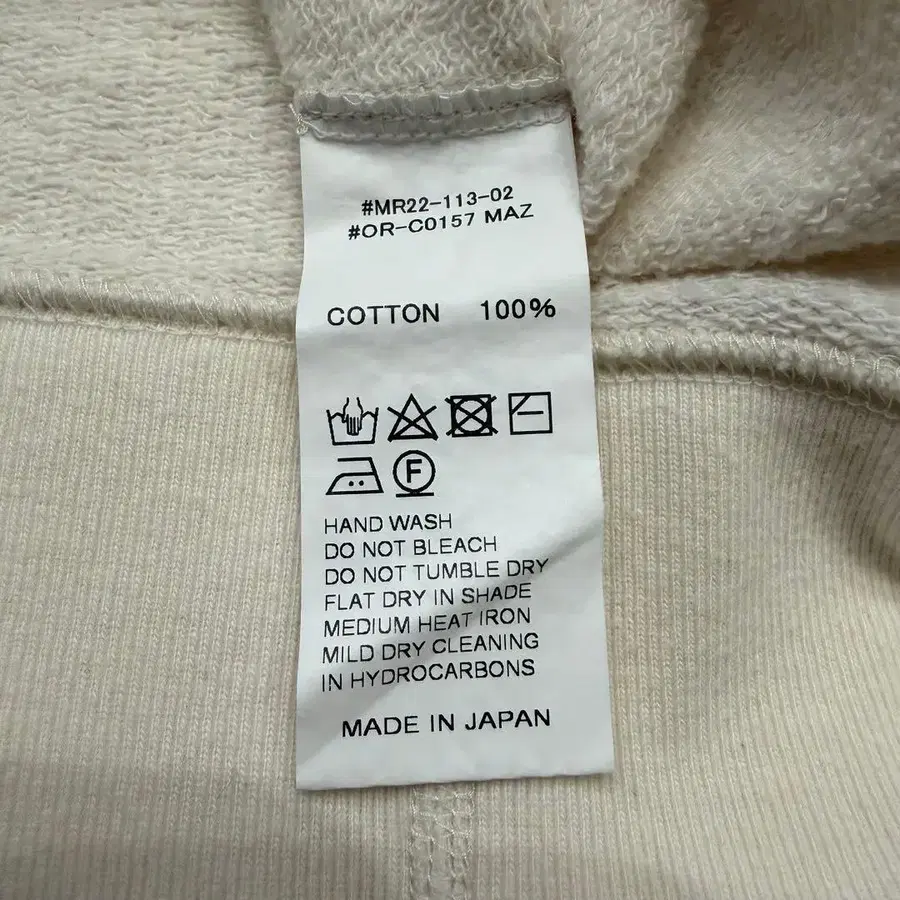 #MR22-113-02
#OR-C0157 MAZ
COTTON 100%
F
HAND WASH
DO NOT BLEACH
DO NOT TUMBLE DRY
FLAT DRY IN SHADE
MEDIUM HEAT IRON
MILD DRY CLEANING
IN HYDROCARBONS
MADE IN JAPAN